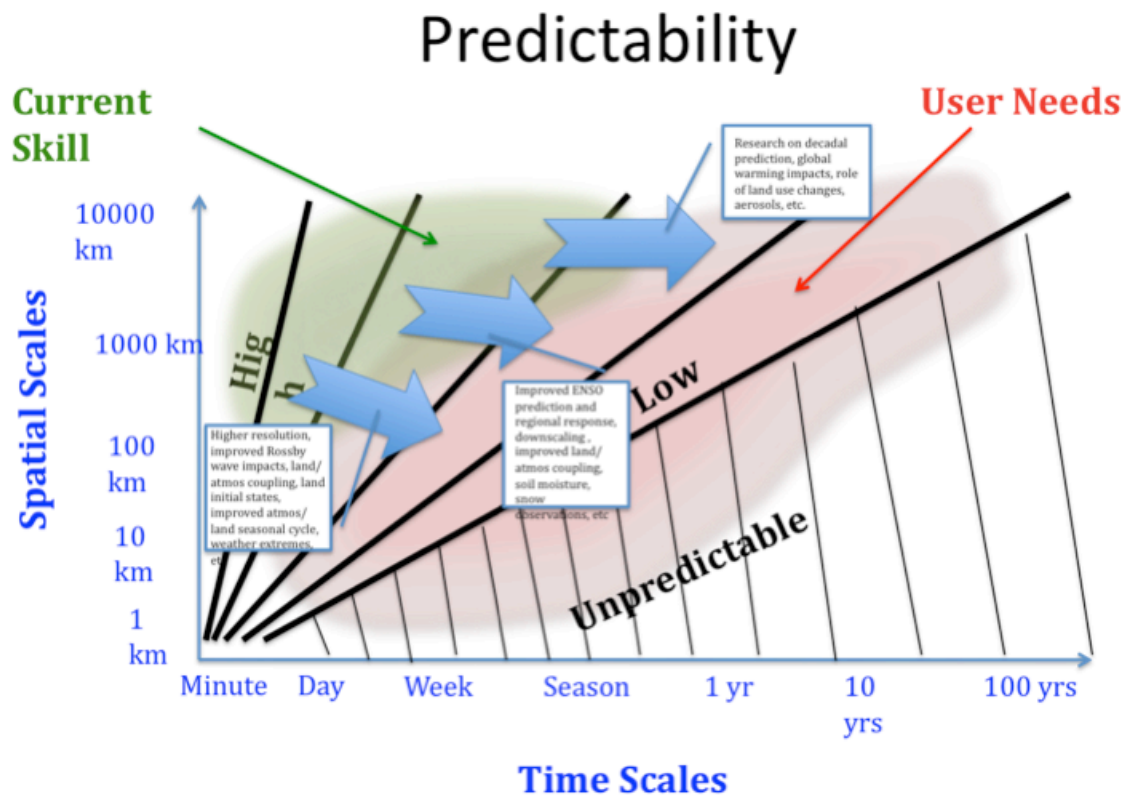 Predictability
Current
Skill
User Needs
Research on decadal
prediction, global
warming impacts, role
of land use changes,
aerosols, etc.
10000
km
1000 km
100
km
10
km
1
km
Spatial Scales
Hig
h
Low
Unpredictable
Higher resolution,
improved Rossby
wave impacts, land/
atmos coupling, land
initial states,
improved atmos/
land seasonal cycle,
weather extremes,
Improved ENSO
prediction and
regional response,
downscaling ,
improved land/
atmos coupling,
soil moisture,
snow
observations, etc
Minute
Day
Week
Season
1 yr
10
yrs
100 yrs
Time Scales